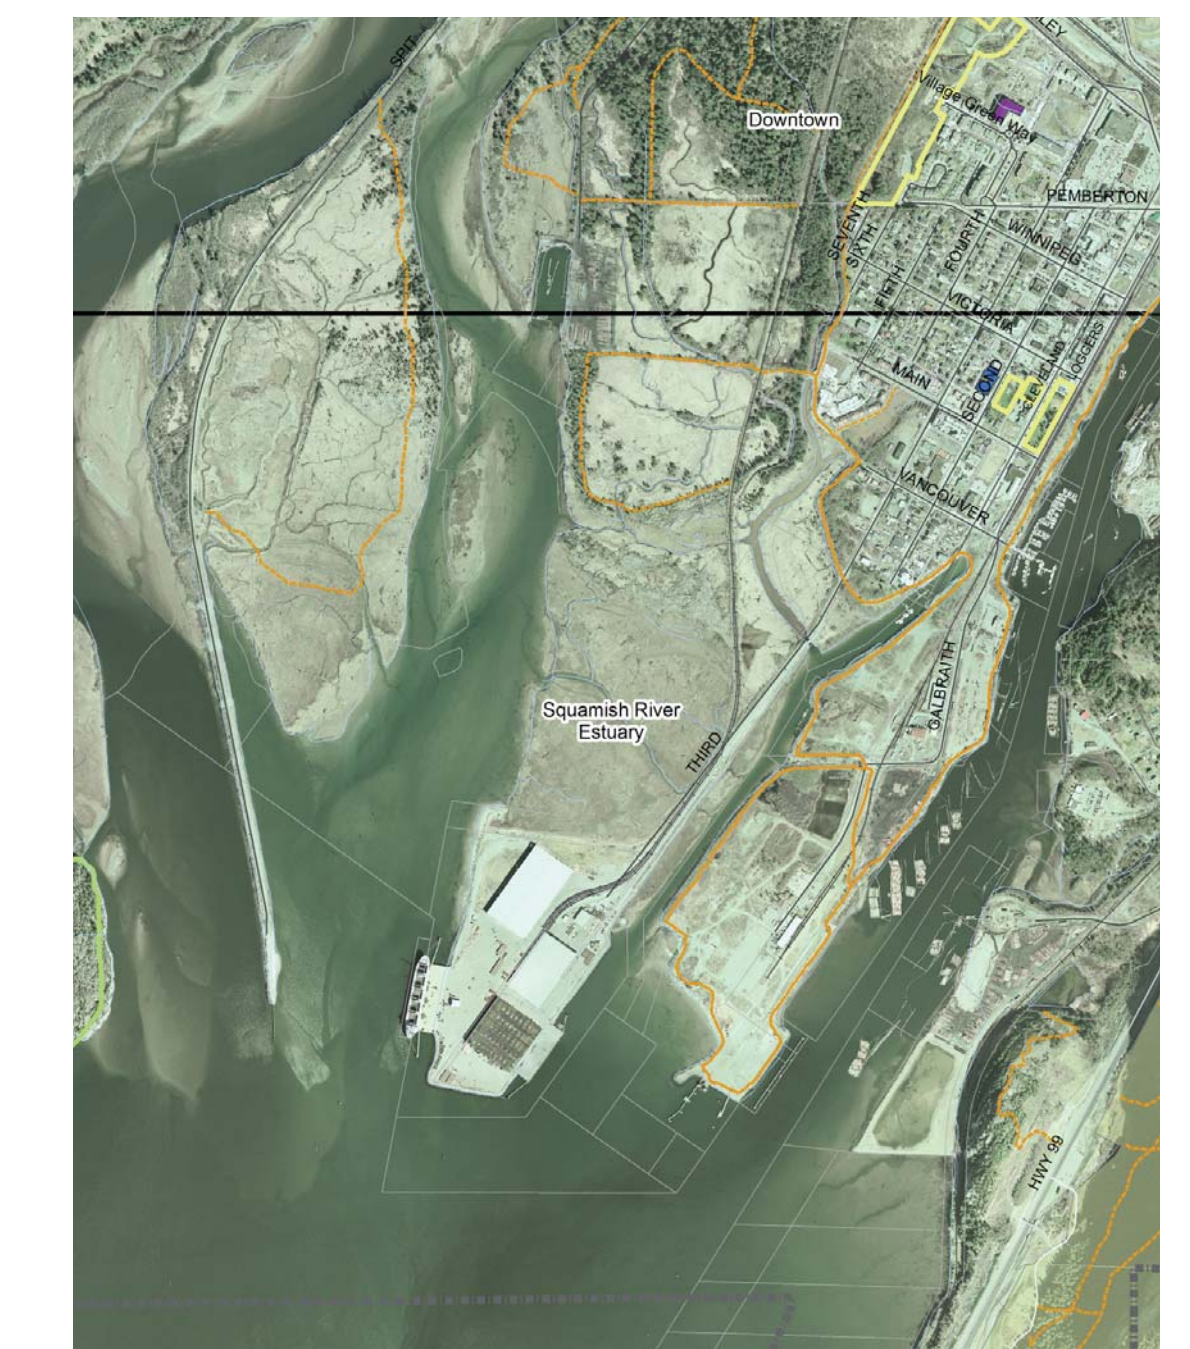 LEY
SPIT
Village Green Way
Downtown
PEMBERTON
SEVENTH
SIXTH
FOURTH
WINNIPEG
FIFTH
VICTORIA
LOGGERS
CLEVELAND
MAIN
SECOND
VANCOUVER
GALBRAITH
Squamish River
Estuary
THIRD
HWY 99